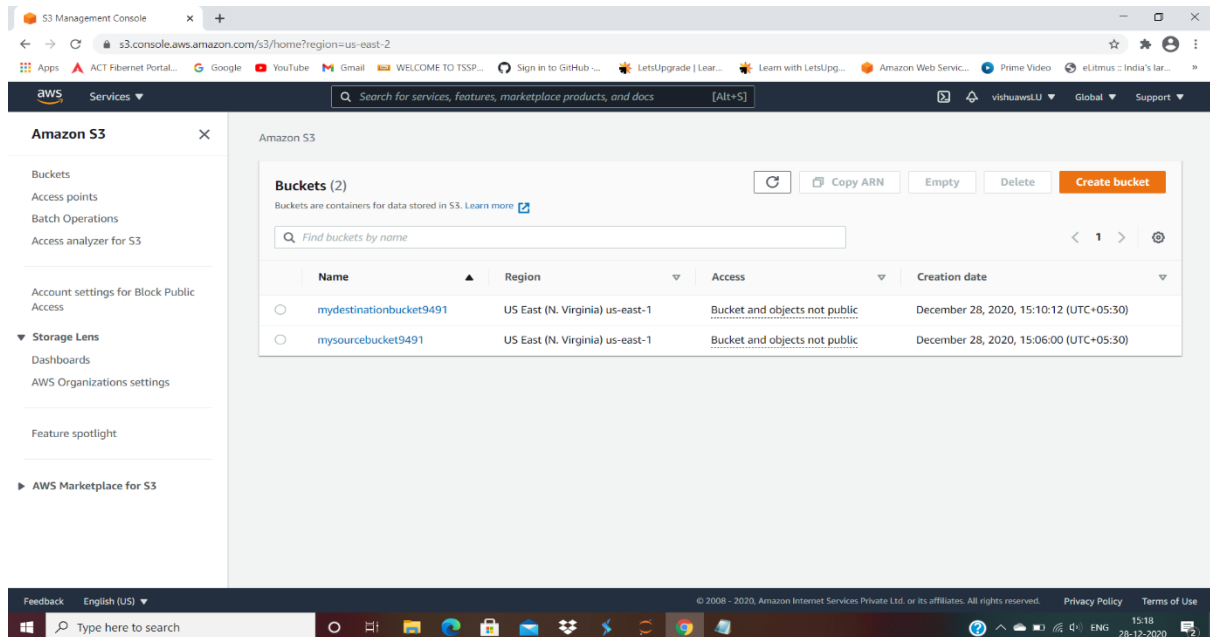 S3 Management Console
s3.console.aws.amazon.com/s3/home?region=us-east-2
Apps ACT Fibernet Portal... Google YouTube Gmail WELCOME TO TSSP... Sign in to GitHub ·... LetsUpgrade | Lear... Learn with LetsUpg... Amazon Web Servic... Prime Video eLitmus :: India's lar... »
aws Services Search for services, features, marketplace products, and docs [Alt+S] vishuawsLU Global Support
Amazon S3
Buckets
Access points
Batch Operations
Access analyzer for S3
Account settings for Block Public
Access
Storage Lens
Dashboards
AWS Organizations settings
Feature spotlight
AWS Marketplace for S3
Amazon S3
Buckets (2) Copy ARN Empty Delete Create bucket
Buckets are containers for data stored in S3. Learn more
Find buckets by name 1
Name Region Access Creation date
mydestinationbucket9491 US East (N. Virginia) us-east-1 Bucket and objects not public December 28, 2020, 15:10:12 (UTC+05:30)
mysourcebucket9491 US East (N. Virginia) us-east-1 Bucket and objects not public December 28, 2020, 15:06:00 (UTC+05:30)
Feedback English (US) © 2008 - 2020, Amazon Internet Services Private Ltd. or its affiliates. All rights reserved. Privacy Policy Terms of Use
Type here to search ENG 15:18
28-12-2020 2